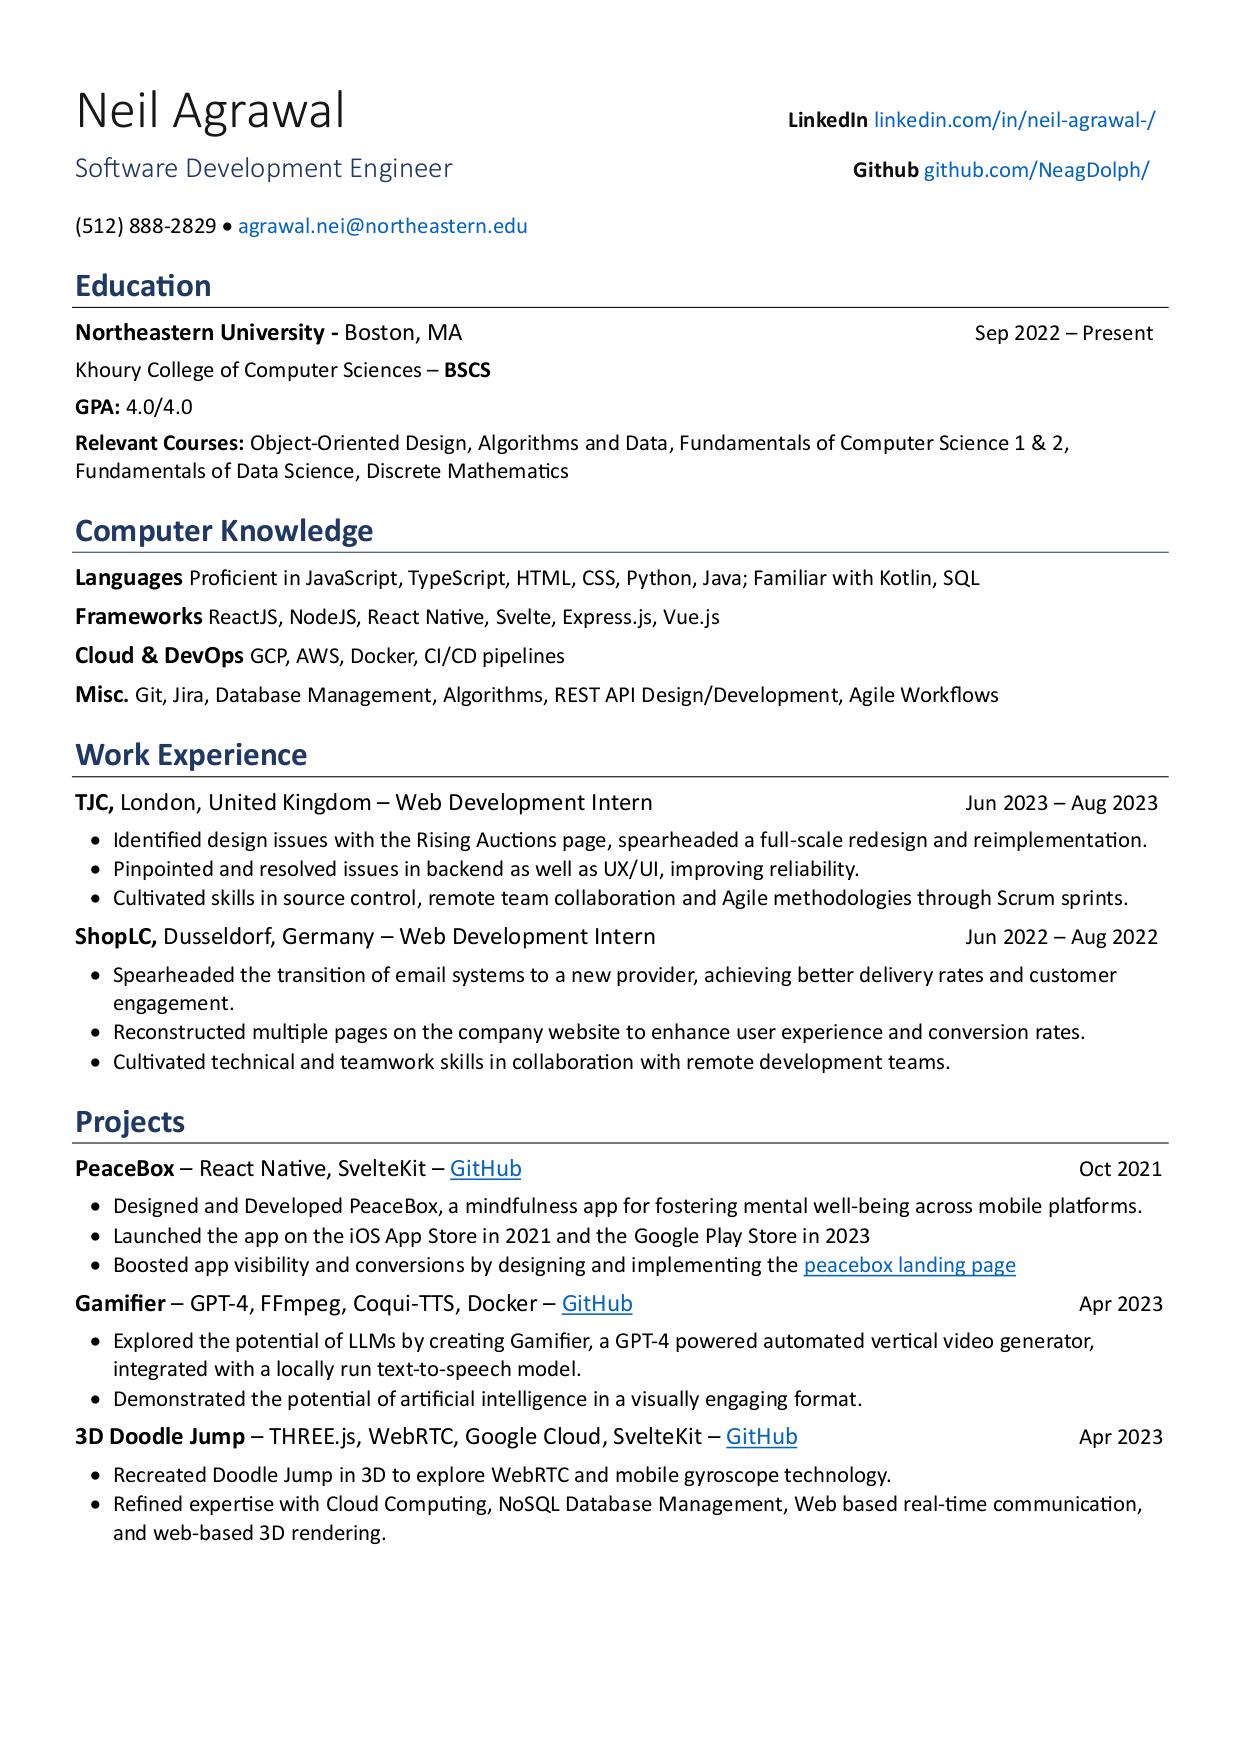 Neil Agrawal
LinkedIn linkedin.com/in/neil-agrawal-/
Software Development Engineer
Github github.com/NeagDolph/
(512) 888-2829 • agrawal.nei@northeastern.edu
Education
Northeastern University - Boston, MA Sep 2022 – Present
Khoury College of Computer Sciences – BSCS
GPA: 4.0/4.0
Relevant Courses: Object-Oriented Design, Algorithms and Data, Fundamentals of Computer Science 1 & 2,
Fundamentals of Data Science, Discrete Mathematics
Computer Knowledge
Languages Proficient in JavaScript, TypeScript, HTML, CSS, Python, Java; Familiar with Kotlin, SQL
Frameworks ReactJS, NodeJS, React Native, Svelte, Express.js, Vue.js
Cloud & DevOps GCP, AWS, Docker, CI/CD pipelines
Misc. Git, Jira, Database Management, Algorithms, REST API Design/Development, Agile Workflows
Work Experience
TJC, London, United Kingdom – Web Development Intern Jun 2023 – Aug 2023
• Identified design issues with the Rising Auctions page, spearheaded a full-scale redesign and reimplementation.
• Pinpointed and resolved issues in backend as well as UX/UI, improving reliability.
• Cultivated skills in source control, remote team collaboration and Agile methodologies through Scrum sprints.
ShopLC, Dusseldorf, Germany – Web Development Intern Jun 2022 – Aug 2022
• Spearheaded the transition of email systems to a new provider, achieving better delivery rates and customer
engagement.
• Reconstructed multiple pages on the company website to enhance user experience and conversion rates.
• Cultivated technical and teamwork skills in collaboration with remote development teams.
Projects
PeaceBox – React Native, SvelteKit – GitHub Oct 2021
• Designed and Developed PeaceBox, a mindfulness app for fostering mental well-being across mobile platforms.
• Launched the app on the iOS App Store in 2021 and the Google Play Store in 2023
• Boosted app visibility and conversions by designing and implementing the peacebox landing page
Gamifier – GPT-4, FFmpeg, Coqui-TTS, Docker – GitHub Apr 2023
• Explored the potential of LLMs by creating Gamifier, a GPT-4 powered automated vertical video generator,
integrated with a locally run text-to-speech model.
• Demonstrated the potential of artificial intelligence in a visually engaging format.
3D Doodle Jump – THREE.js, WebRTC, Google Cloud, SvelteKit – GitHub Apr 2023
• Recreated Doodle Jump in 3D to explore WebRTC and mobile gyroscope technology.
• Refined expertise with Cloud Computing, NoSQL Database Management, Web based real-time communication,
and web-based 3D rendering.